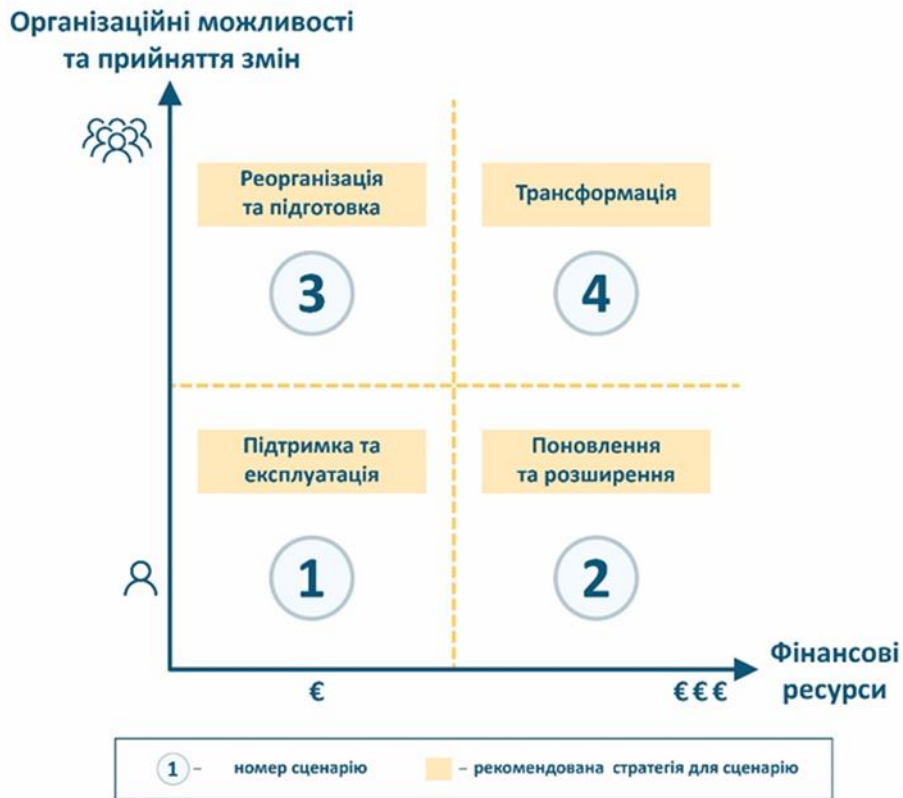 Організаційні можливості
та прийняття змін
Реорганізація
та підготовка
Трансформація
3
4
Підтримка та
експлуатація
Поновлення
та розширення
1
2
€
€€€
Фінансові
ресурси
1 – номер сценарію
– рекомендована стратегія для сценарію